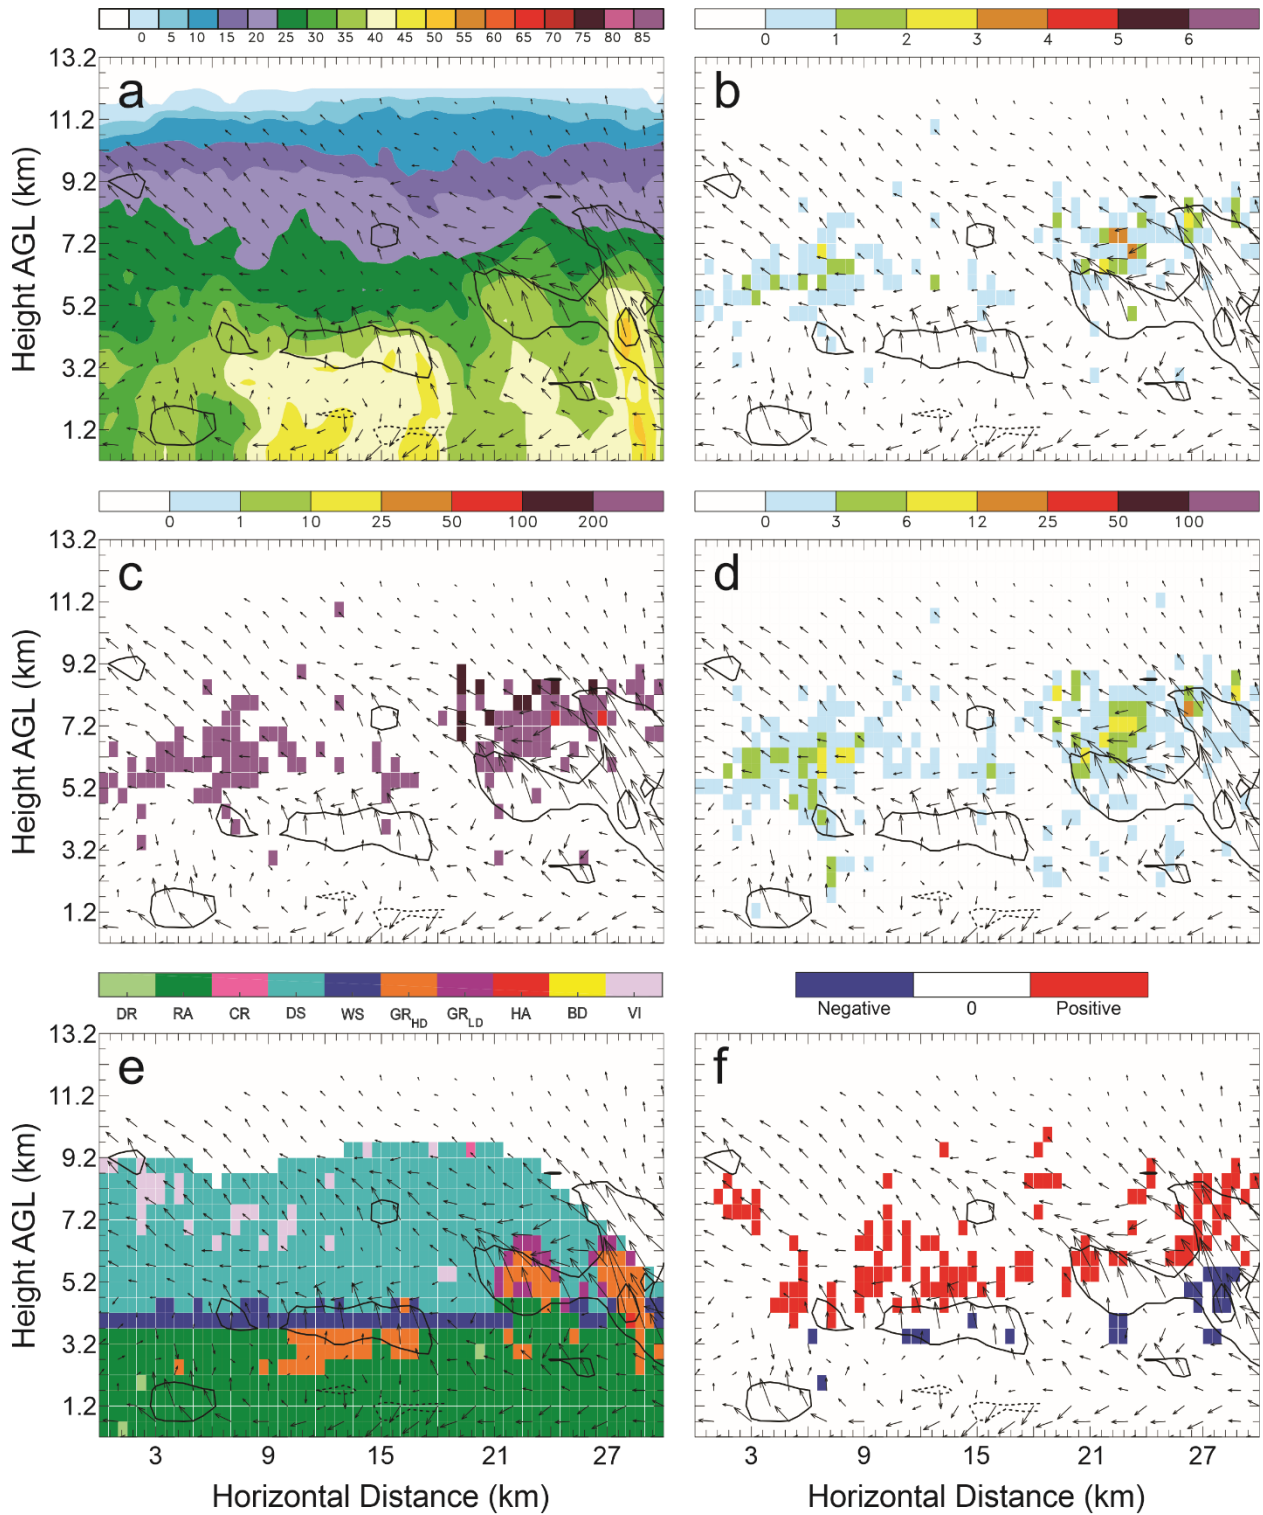 0 5 10 15 20 25 30 35 40 45 50 55 60 65 70 75 80 85
0 1 2 3 4 5 6
a
b
13.2
11.2
9.2
7.2
5.2
3.2
1.2
Height AGL (km)
0 1 10 25 50 100 200
0 3 6 12 25 50 100
c
d
13.2
11.2
9.2
7.2
5.2
3.2
1.2
Height AGL (km)
DR RA CR DS WS GR_HD GR_LD HA BD VI
Negative 0 Positive
e
f
13.2
11.2
9.2
7.2
5.2
3.2
1.2
Height AGL (km)
3 9 15 21 27
3 9 15 21 27
Horizontal Distance (km)
Horizontal Distance (km)